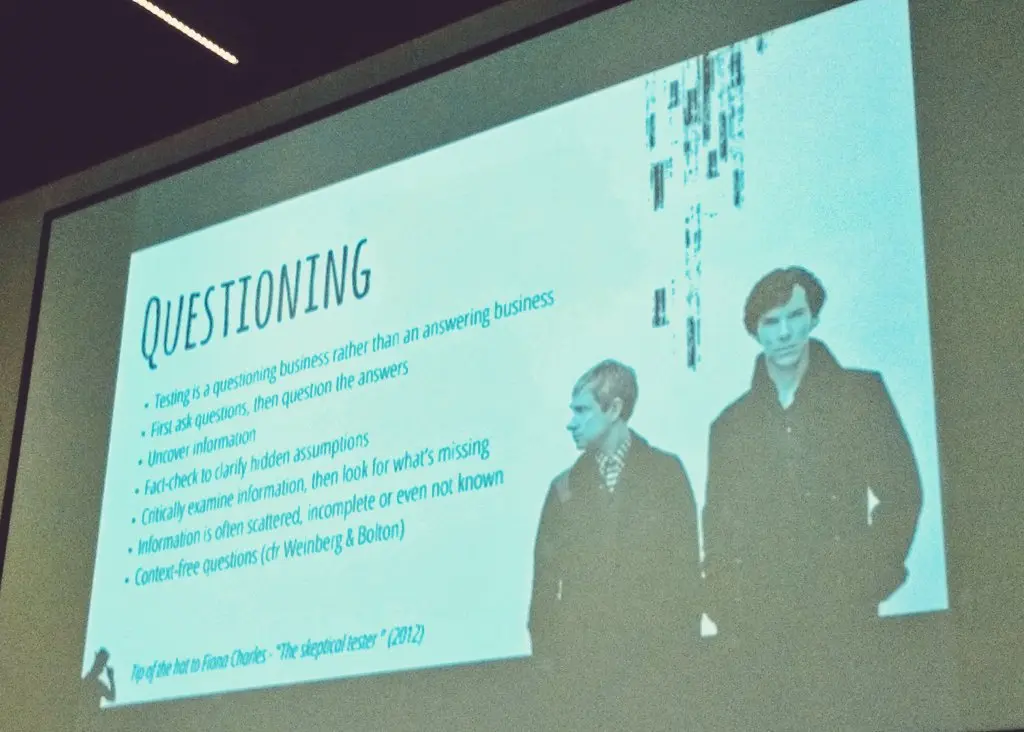 QUESTIONING
• Testing is a questioning business rather than an answering business
• First ask questions, then question the answers
• Uncover information
• Fact-check to clarify hidden assumptions
• Critically examine information, then look for what's missing
• Information is often scattered, incomplete or even not known
• Context-free questions (cfr Weinberg & Bolton)
Tip of the hat to Fiona Charles - "The skeptical tester" (2012)